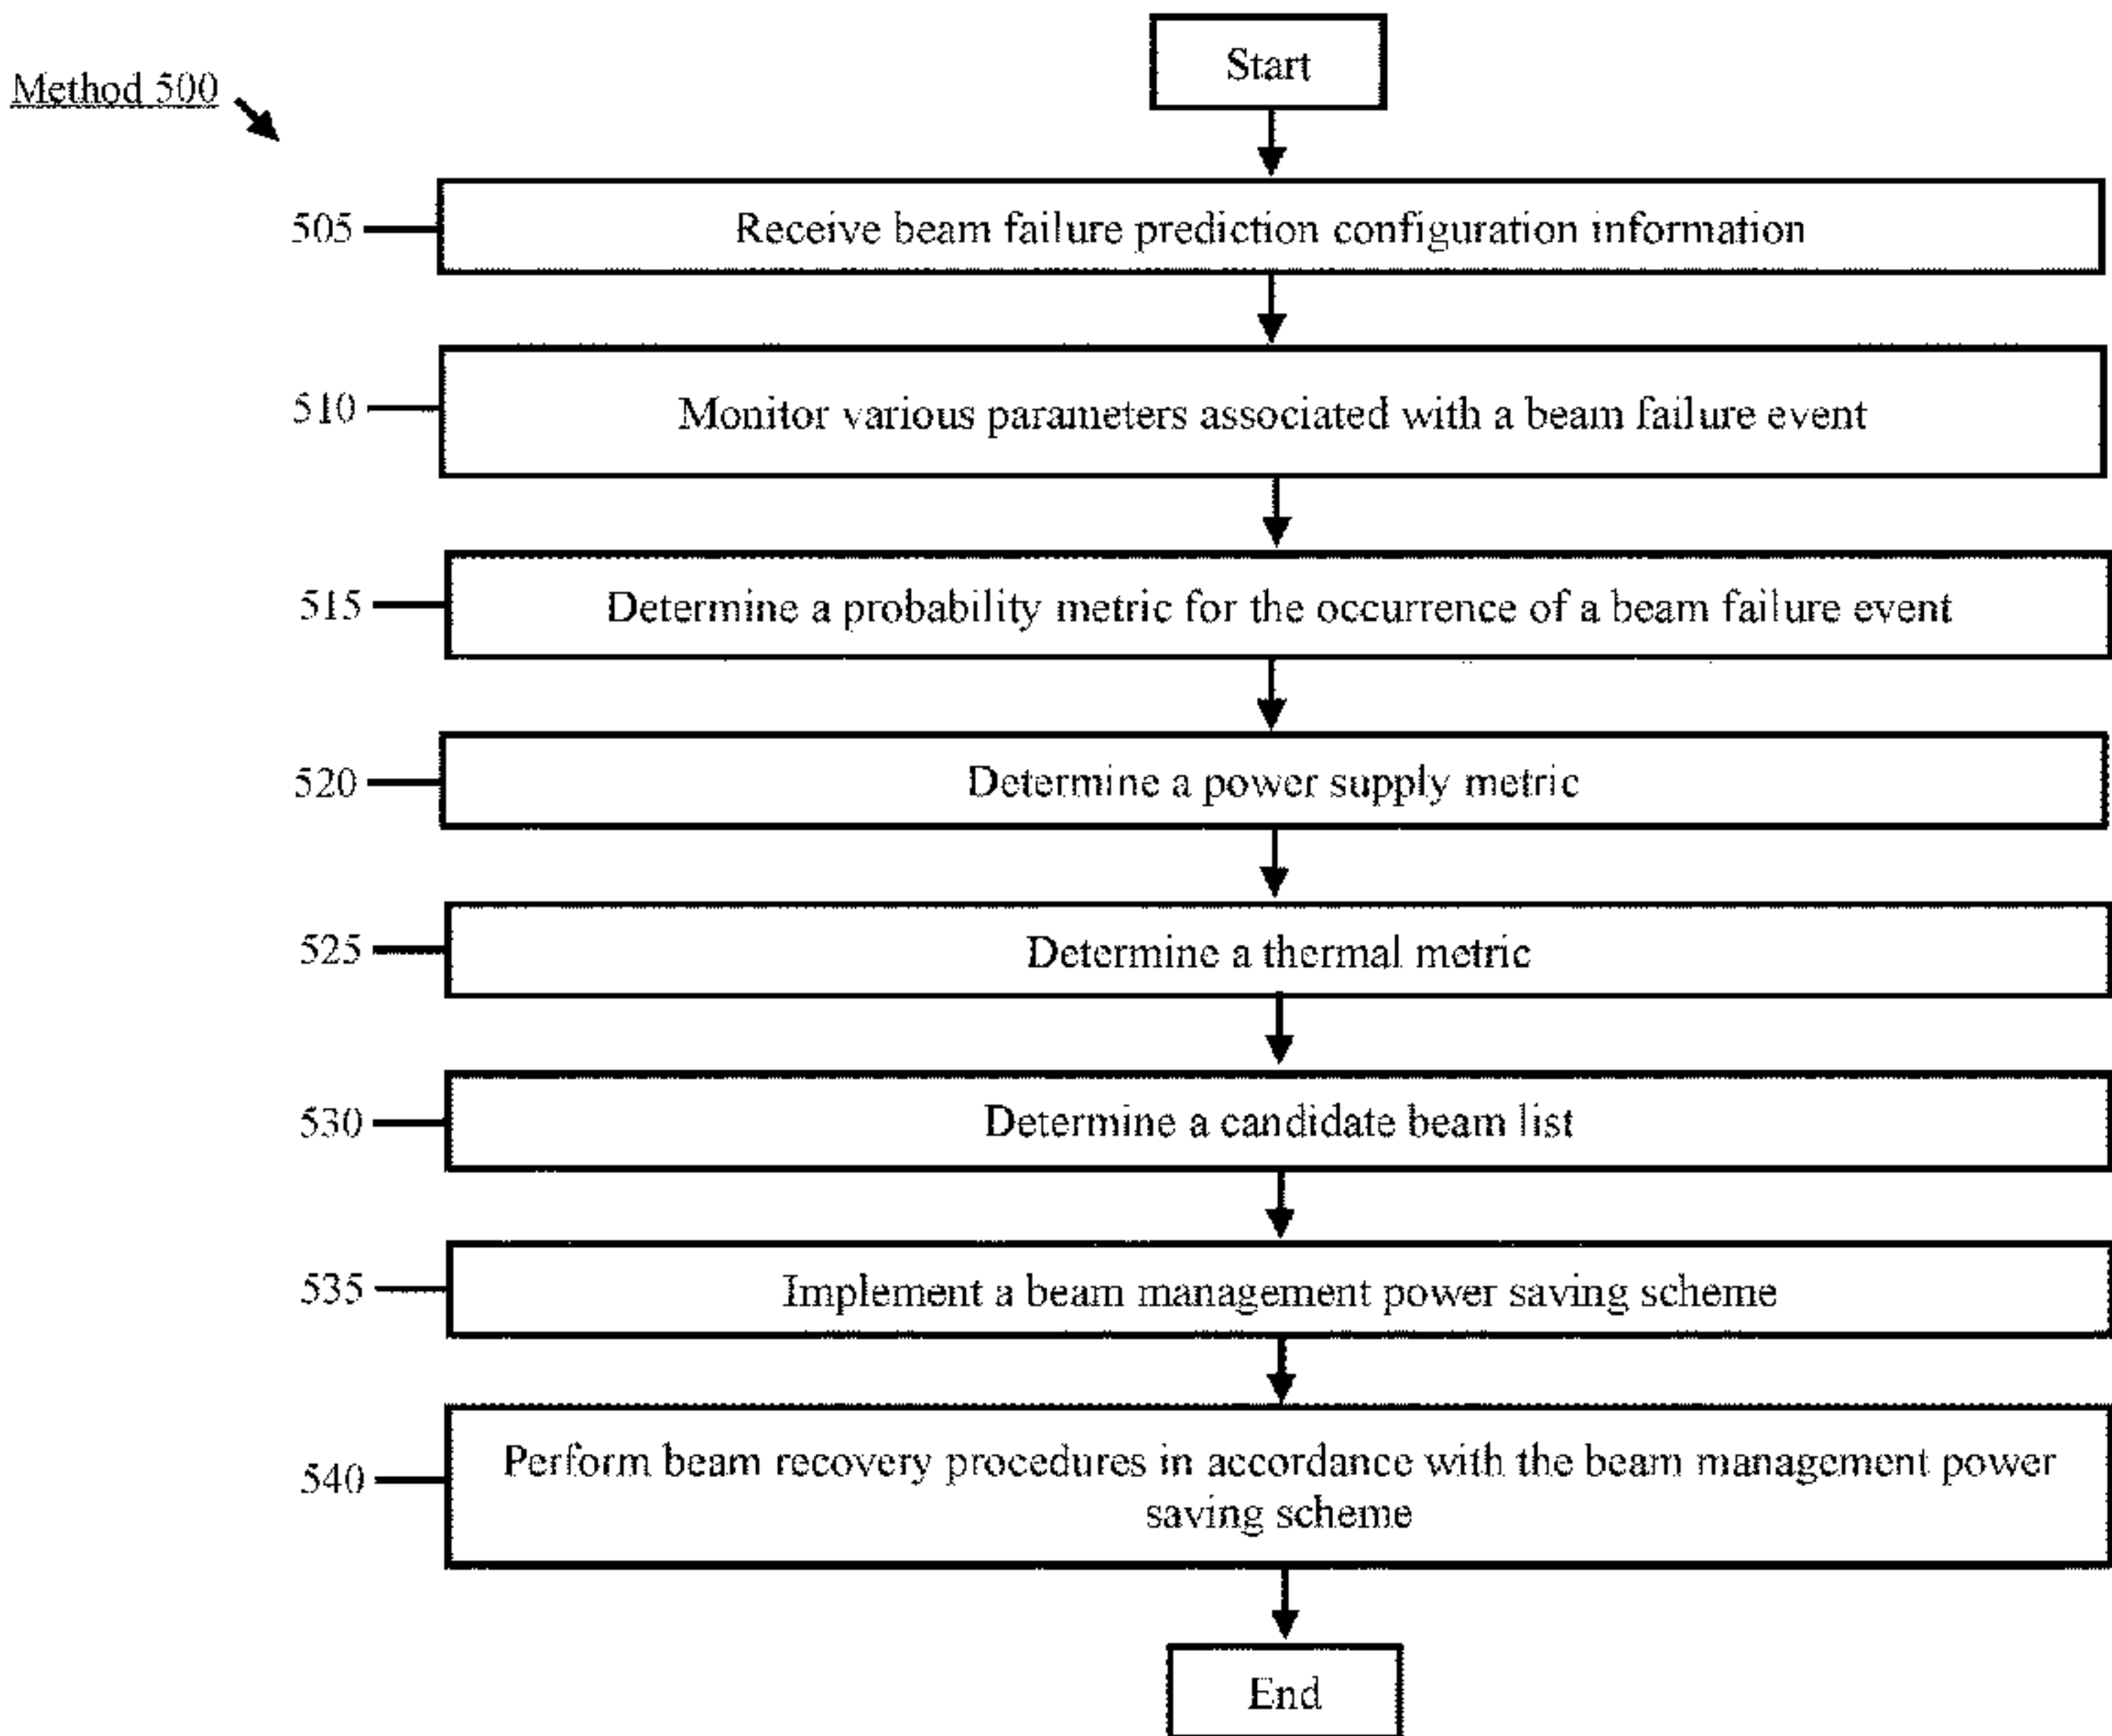 Start
Method 500
505
Receive beam failure prediction configuration information
510
Monitor various parameters associated with a beam failure event
515
Determine a probability metric for the occurrence of a beam failure event
520
Determine a power supply metric
525
Determine a thermal metric
530
Determine a candidate beam list
535
Implement a beam management power saving scheme
540
Perform beam recovery procedures in accordance with the beam management power
saving scheme
End